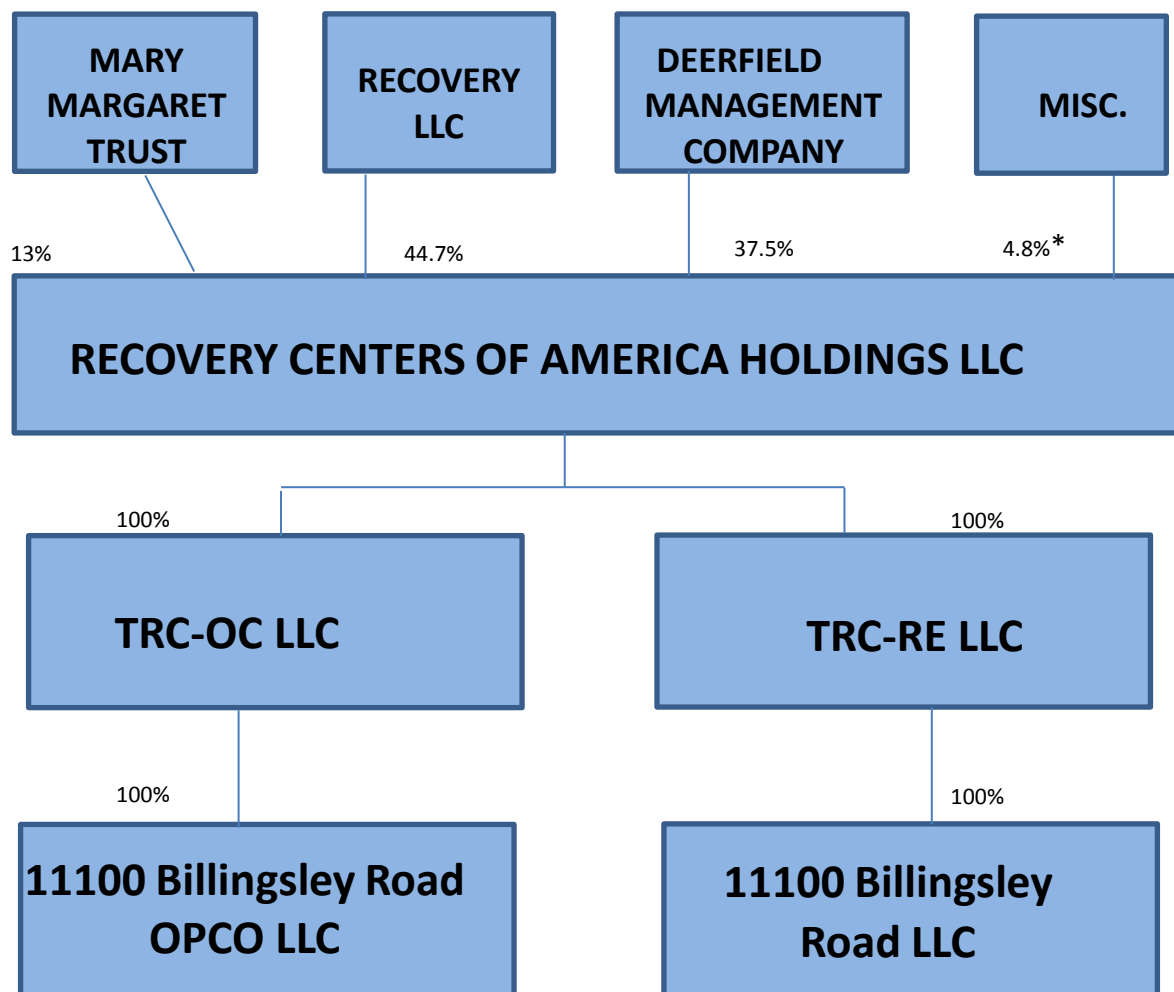 MARY
MARGARET
TRUST
RECOVERY
LLC
DEERFIELD
MANAGEMENT
COMPANY
MISC.
13%
44.7%
37.5%
4.8%*
RECOVERY CENTERS OF AMERICA HOLDINGS LLC
100%
100%
TRC-OC LLC
TRC-RE LLC
100%
100%
11100 Billingsley Road
OPCO LLC
11100 Billingsley
Road LLC